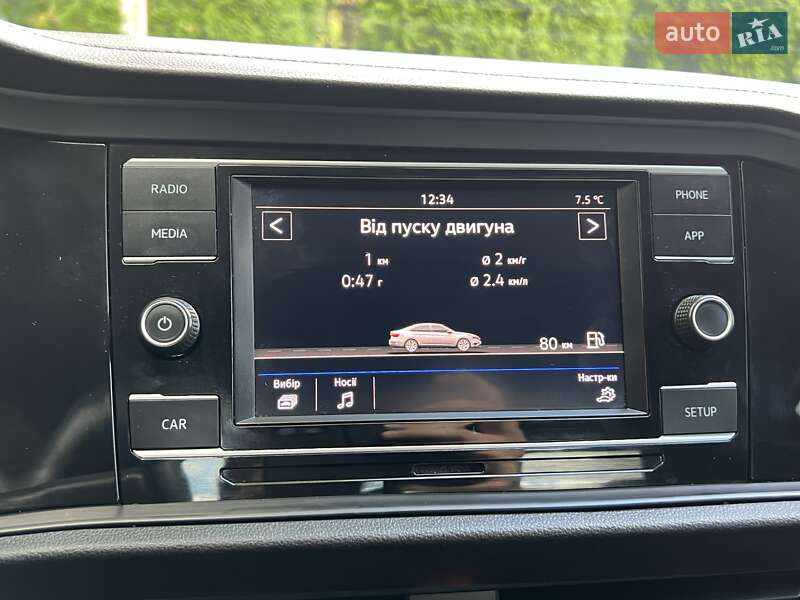 auto RIA .com
RADIO
MEDIA
CAR
PHONE
APP
SETUP
12:34 7.5 °C
< Від пуску двигуна >
1 км ø 2 км/г
0:47 г ø 2.4 км/л
80 км
Вибір Носії Настр-ки